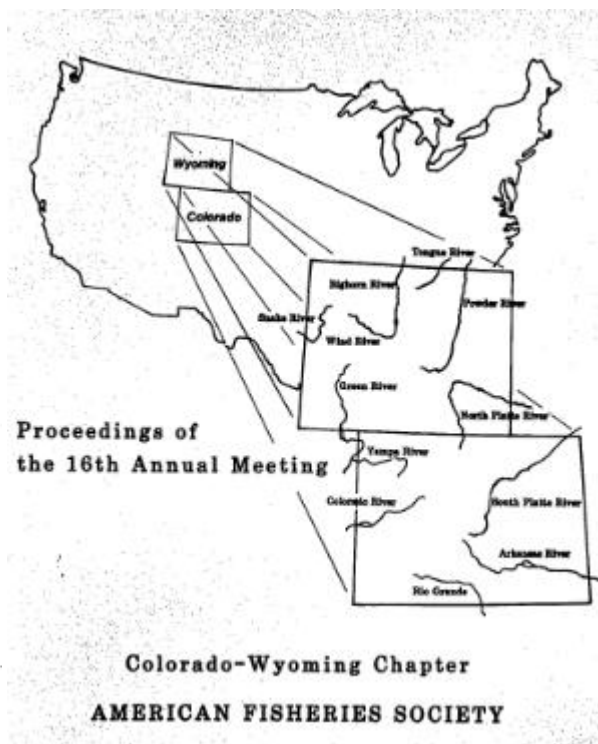 Wyoming
Colorado
Tongue River
Bighorn River
Powder River
Snake River
Wind River
Green River
North Platte River
Proceedings of
the 16th Annual Meeting
Yampa River
Colorado River
South Platte River
Arkansas River
Rio Grande
Colorado-Wyoming Chapter
AMERICAN FISHERIES SOCIETY